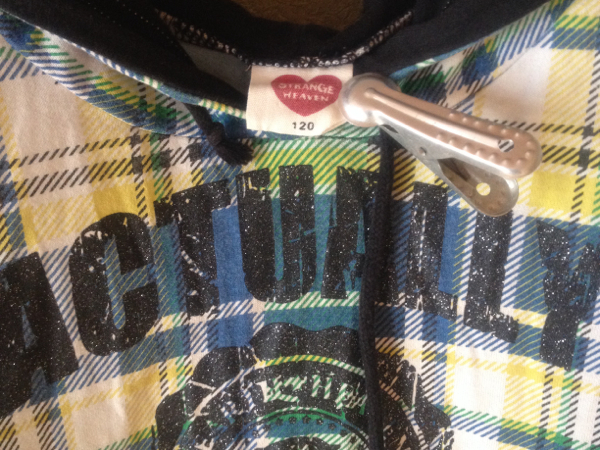 STRANGE
HEAVEN
120
ACTUALLY